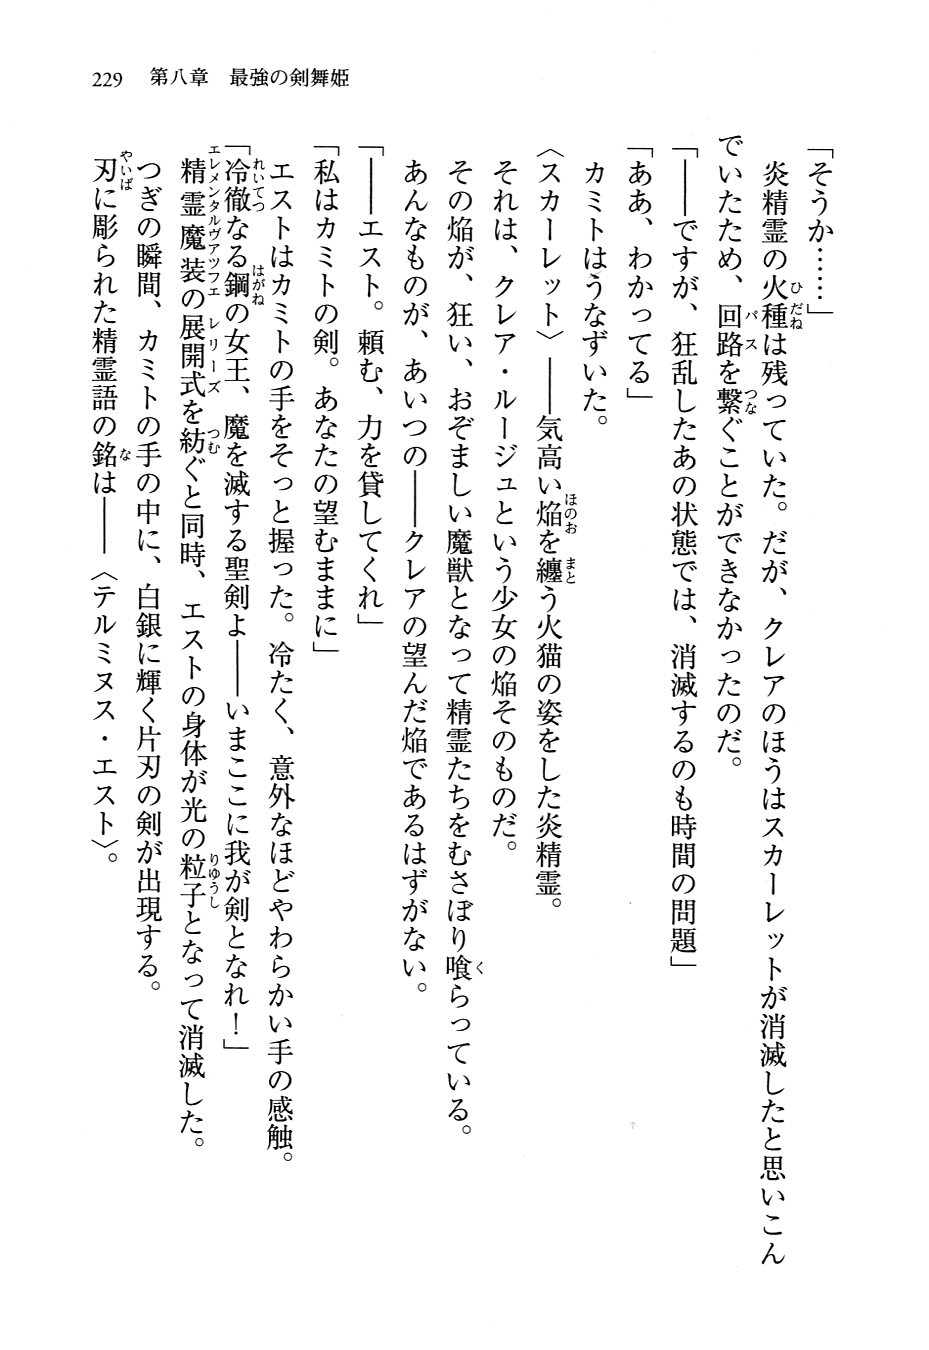 229 第八章 最強の剣舞姫
「そうか……」
炎精霊の火種は残っていた。だが、クレアのほうはスカーレットが消滅したと思いこん
でいたため、回路を繋ぐことができなかったのだ。
「――ですが、狂乱したあの状態では、消滅するのも時間の問題」
「ああ、わかってる」
カミトはうなずいた。
〈スカーレット〉――気高い焔を纏う火猫の姿をした炎精霊。
それは、クレア・ルージュという少女の焔そのものだ。
その焔が、狂い、おぞましい魔獣となって精霊たちをむさぼり喰らっている。
あんなものが、あいつの――クレアの望んだ焔であるはずがない。
「――エスト。頼む、力を貸してくれ」
「私はカミトの剣。あなたの望むままに」
エストはカミトの手をそっと握った。冷たく、意外なほどやわらかい手の感触。
「冷徹なる鋼の女王、魔を滅する聖剣よ――いまここに我が剣となれ！」
精霊魔装の展開式を紡ぐと同時、エストの身体が光の粒子となって消滅した。
つぎの瞬間、カミトの手の中に、白銀に輝く片刃の剣が出現する。
刃に彫られた精霊語の銘は――〈テルミヌス・エスト〉。